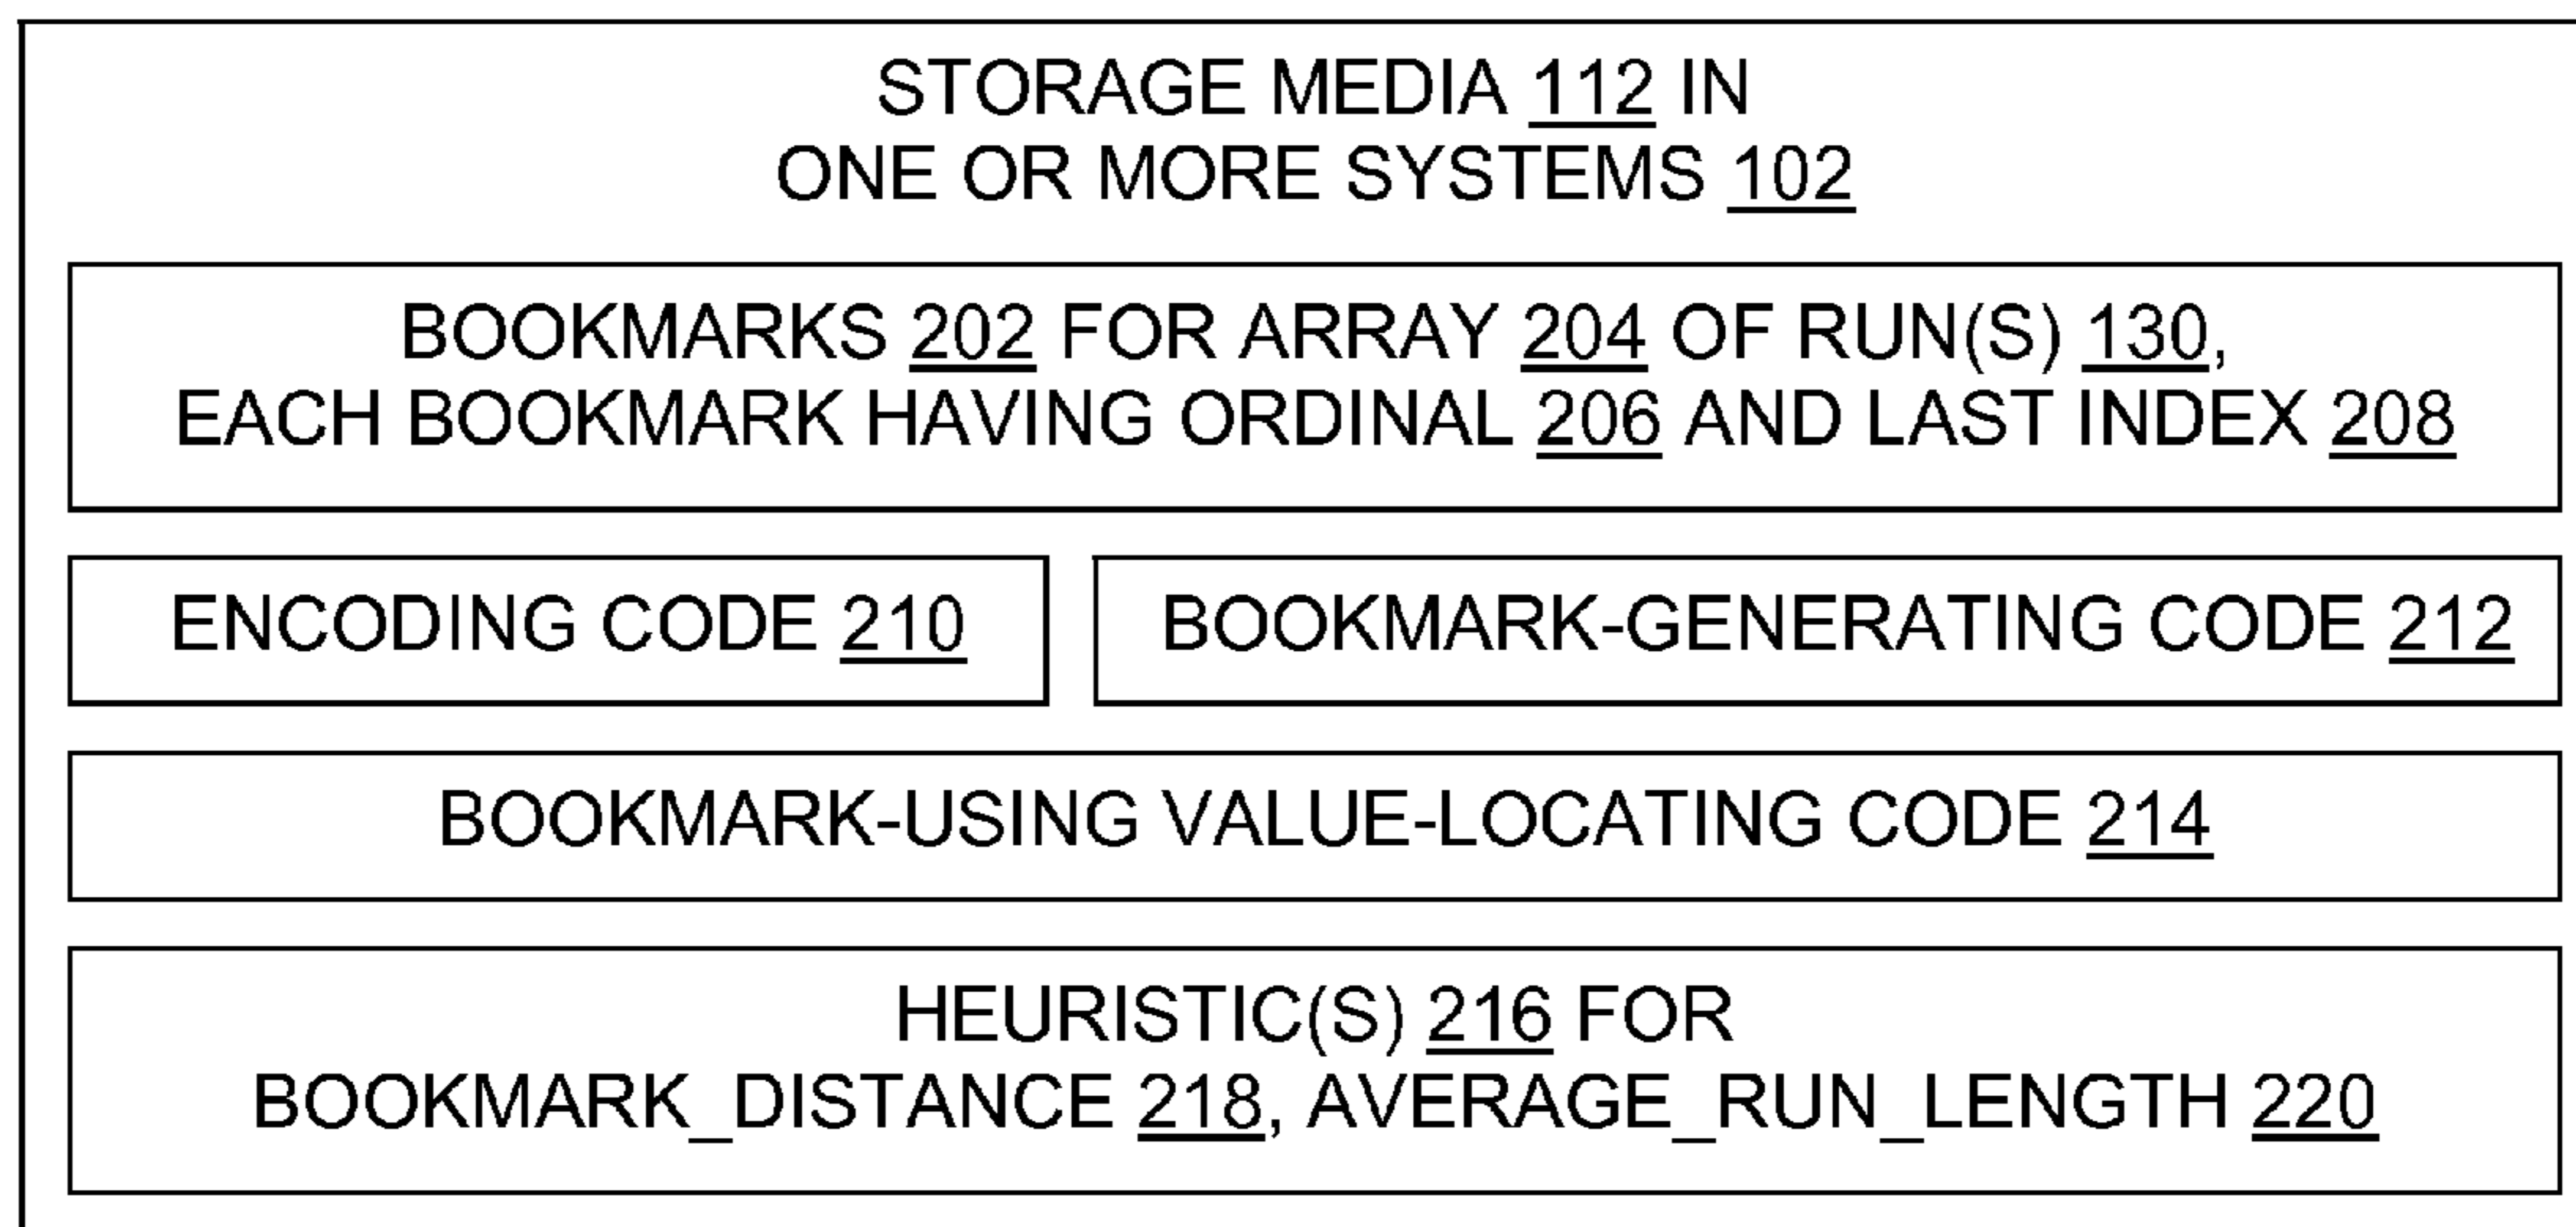 STORAGE MEDIA 112 IN
ONE OR MORE SYSTEMS 102
BOOKMARKS 202 FOR ARRAY 204 OF RUN(S) 130,
EACH BOOKMARK HAVING ORDINAL 206 AND LAST INDEX 208
ENCODING CODE 210
BOOKMARK-GENERATING CODE 212
BOOKMARK-USING VALUE-LOCATING CODE 214
HEURISTIC(S) 216 FOR
BOOKMARK_DISTANCE 218, AVERAGE_RUN_LENGTH 220